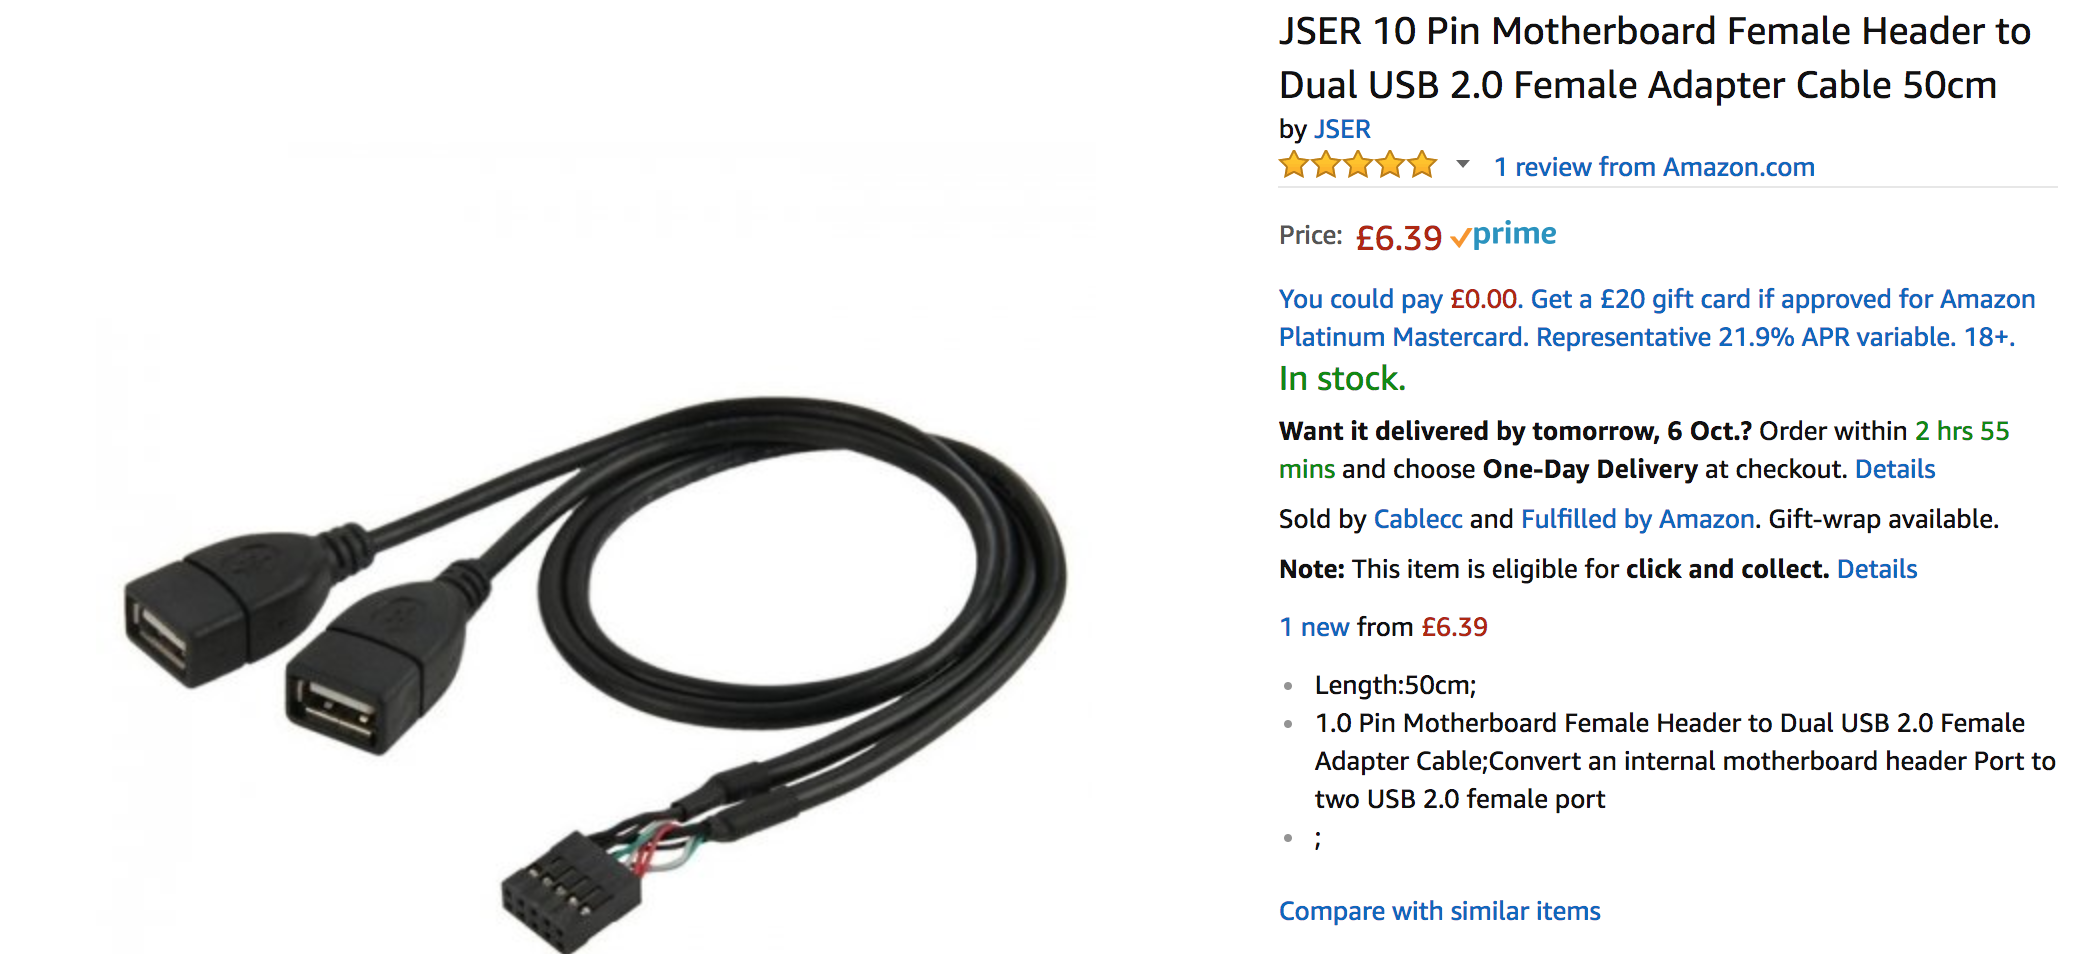 JSER 10 Pin Motherboard Female Header to
Dual USB 2.0 Female Adapter Cable 50cm
by JSER
1 review from Amazon.com
Price: £6.39 prime
You could pay £0.00. Get a £20 gift card if approved for Amazon
Platinum Mastercard. Representative 21.9% APR variable. 18+.
In stock.
Want it delivered by tomorrow, 6 Oct.? Order within 2 hrs 55
mins and choose One-Day Delivery at checkout. Details
Sold by Cablecc and Fulfilled by Amazon. Gift-wrap available.
Note: This item is eligible for click and collect. Details
1 new from £6.39
Length:50cm;
1.0 Pin Motherboard Female Header to Dual USB 2.0 Female
Adapter Cable;Convert an internal motherboard header Port to
two USB 2.0 female port
;
Compare with similar items